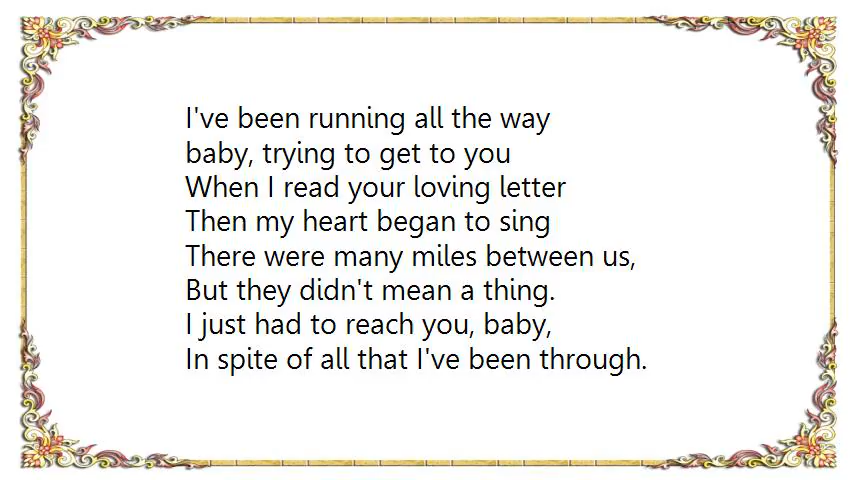 I've been running all the way
baby, trying to get to you
When I read your loving letter
Then my heart began to sing
There were many miles between us,
But they didn't mean a thing.
I just had to reach you, baby,
In spite of all that I've been through.